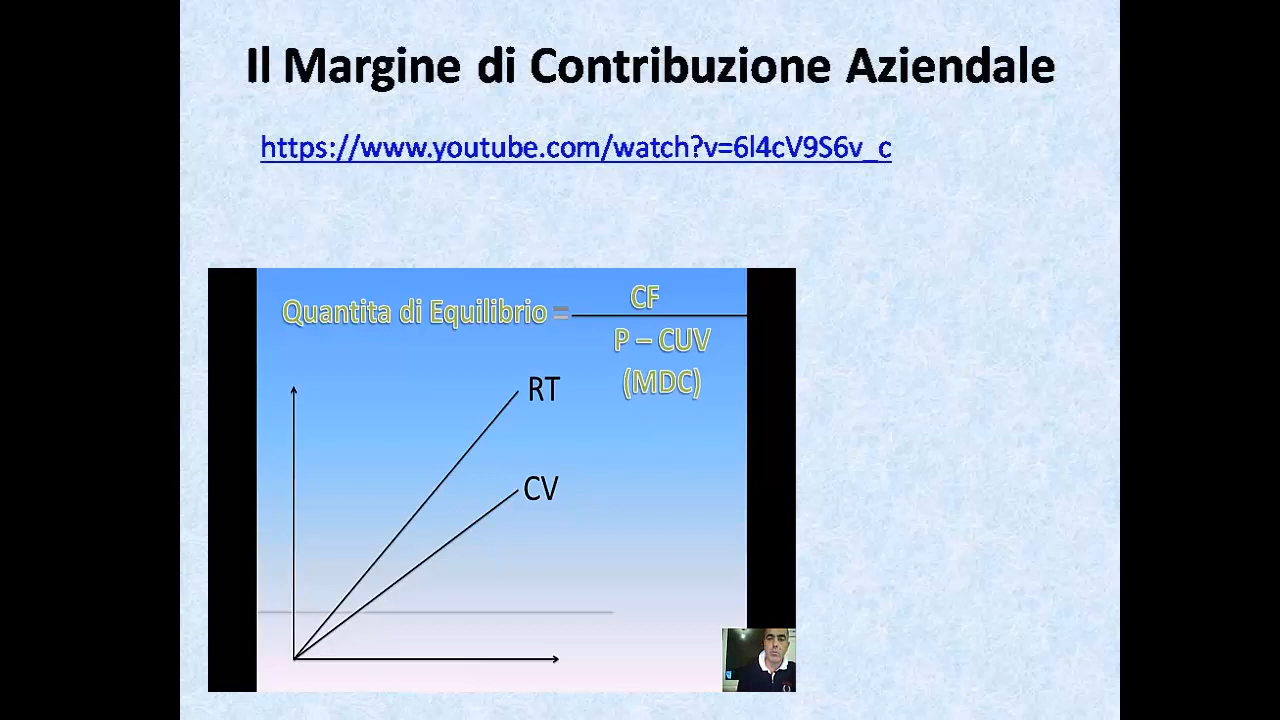 Il Margine di Contribuzione Aziendale
https://www.youtube.com/watch?v=6l4cV9S6v_c
Quantita di Equilibrio =
CF
P – CUV
(MDC)
RT
CV